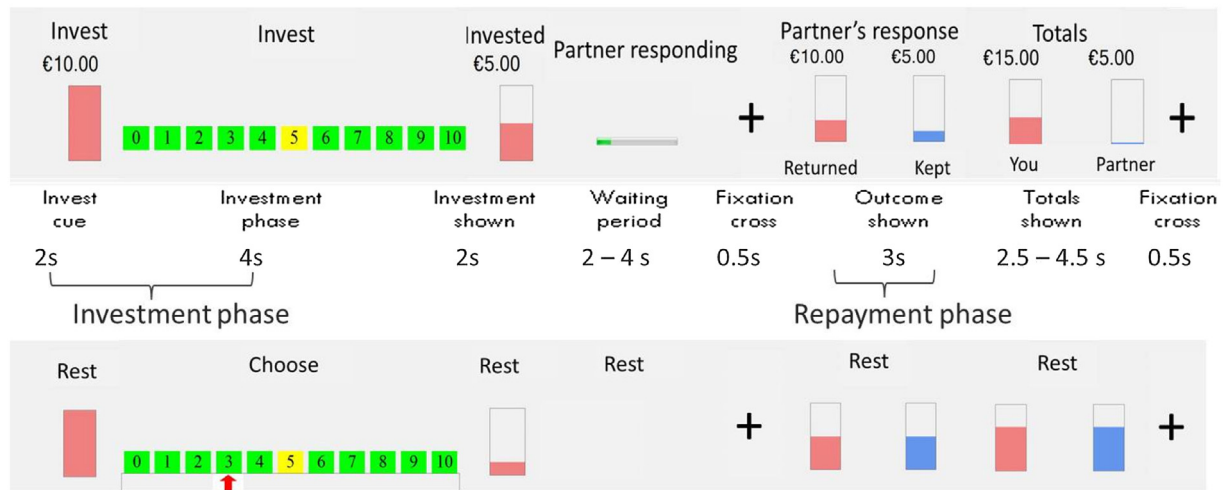 Invest Invest Invested Partner responding Partner's response Totals
€10.00 €5.00 €10.00 €5.00 €15.00 €5.00
0 1 2 3 4 5 6 7 8 9 10
+ +
Returned Kept You Partner
Invest cue Investment phase Investment shown Waiting period Fixation cross Outcome shown Totals shown Fixation cross
2s 4s 2s 2 – 4 s 0.5s 3s 2.5 – 4.5 s 0.5s
Investment phase Repayment phase
Rest Choose Rest Rest Rest Rest
0 1 2 3 4 5 6 7 8 9 10
+ +